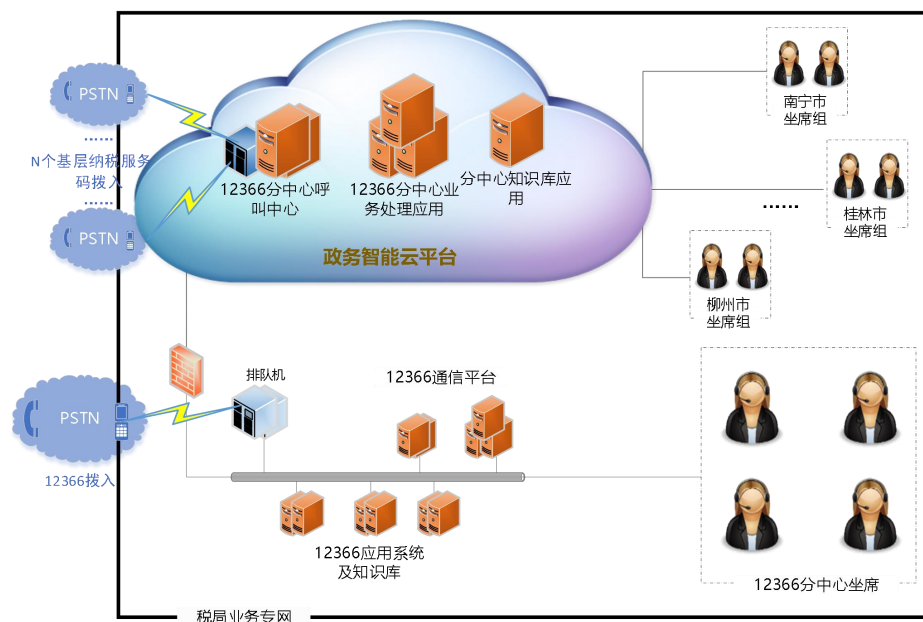 PSTN
......
N个基层纳税服务
码拨入
......
PSTN
12366分中心呼
叫中心
12366分中心业
务处理应用
分中心知识库应
用
政务智能云平台
南宁市
坐席组
......
桂林市
坐席组
柳州市
坐席组
排队机
12366通信平台
PSTN
12366拨入
12366应用系统
及知识库
12366分中心坐席
税局业务专网